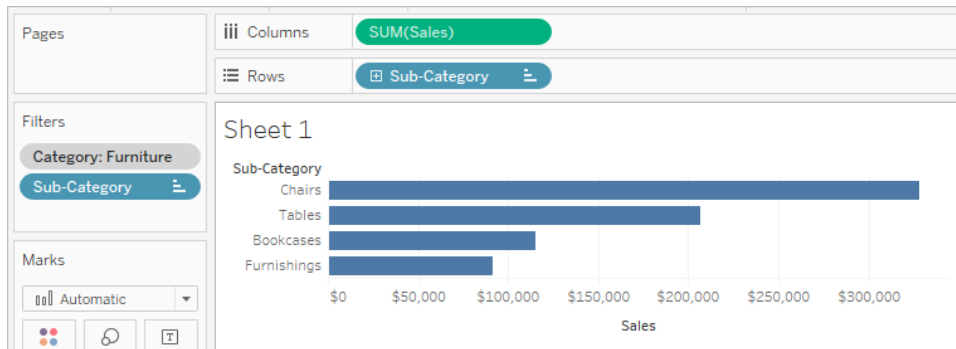 Pages
Columns
SUM(Sales)
Rows
Sub-Category
Filters
Category: Furniture
Sub-Category
Marks
Automatic
T
Sheet 1
Sub-Category
Chairs
Tables
Bookcases
Furnishings
$0 $50,000 $100,000 $150,000 $200,000 $250,000 $300,000
Sales